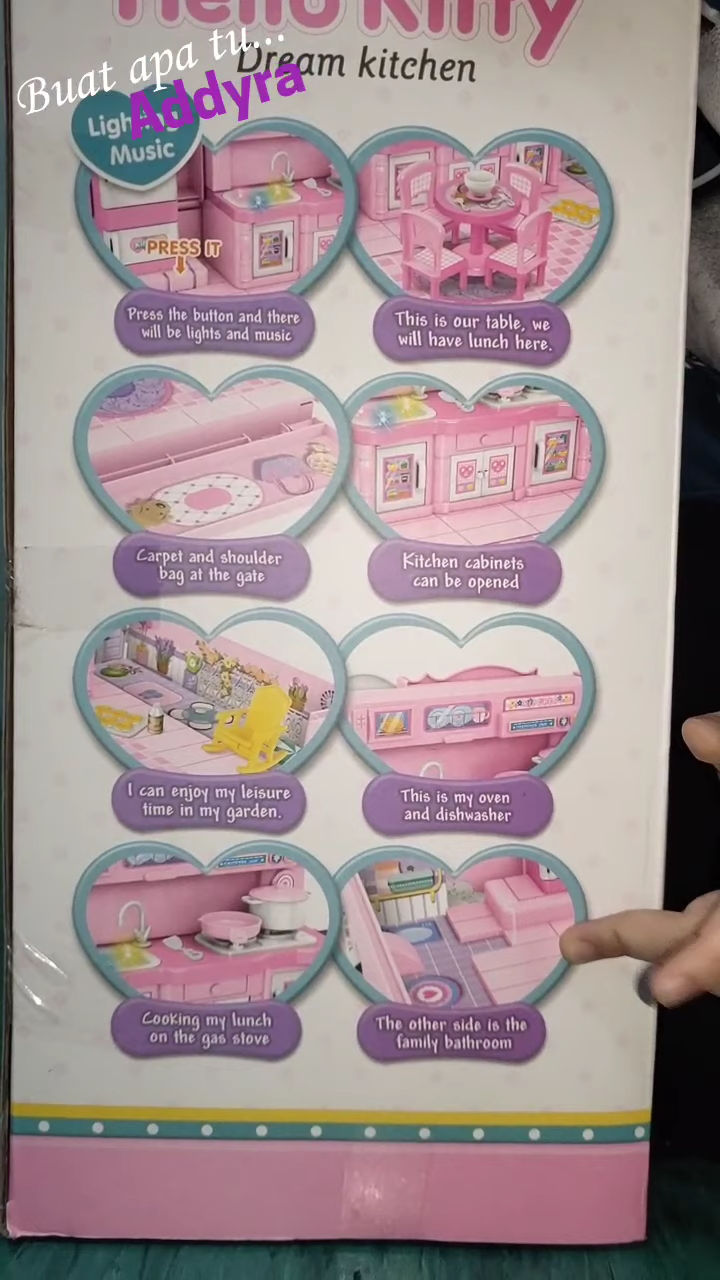 Hello Kitty
Buat apa tu...
Addyra
Dream kitchen
Music
PRESS IT
Press the button and there
will be lights and music
This is our table, we
will have lunch here.
Carpet and shoulder
bag at the gate
Kitchen cabinets
can be opened
I can enjoy my leisure
time in my garden.
This is my oven
and dishwasher
Cooking my lunch
on the gas stove
The other side is the
family bathroom